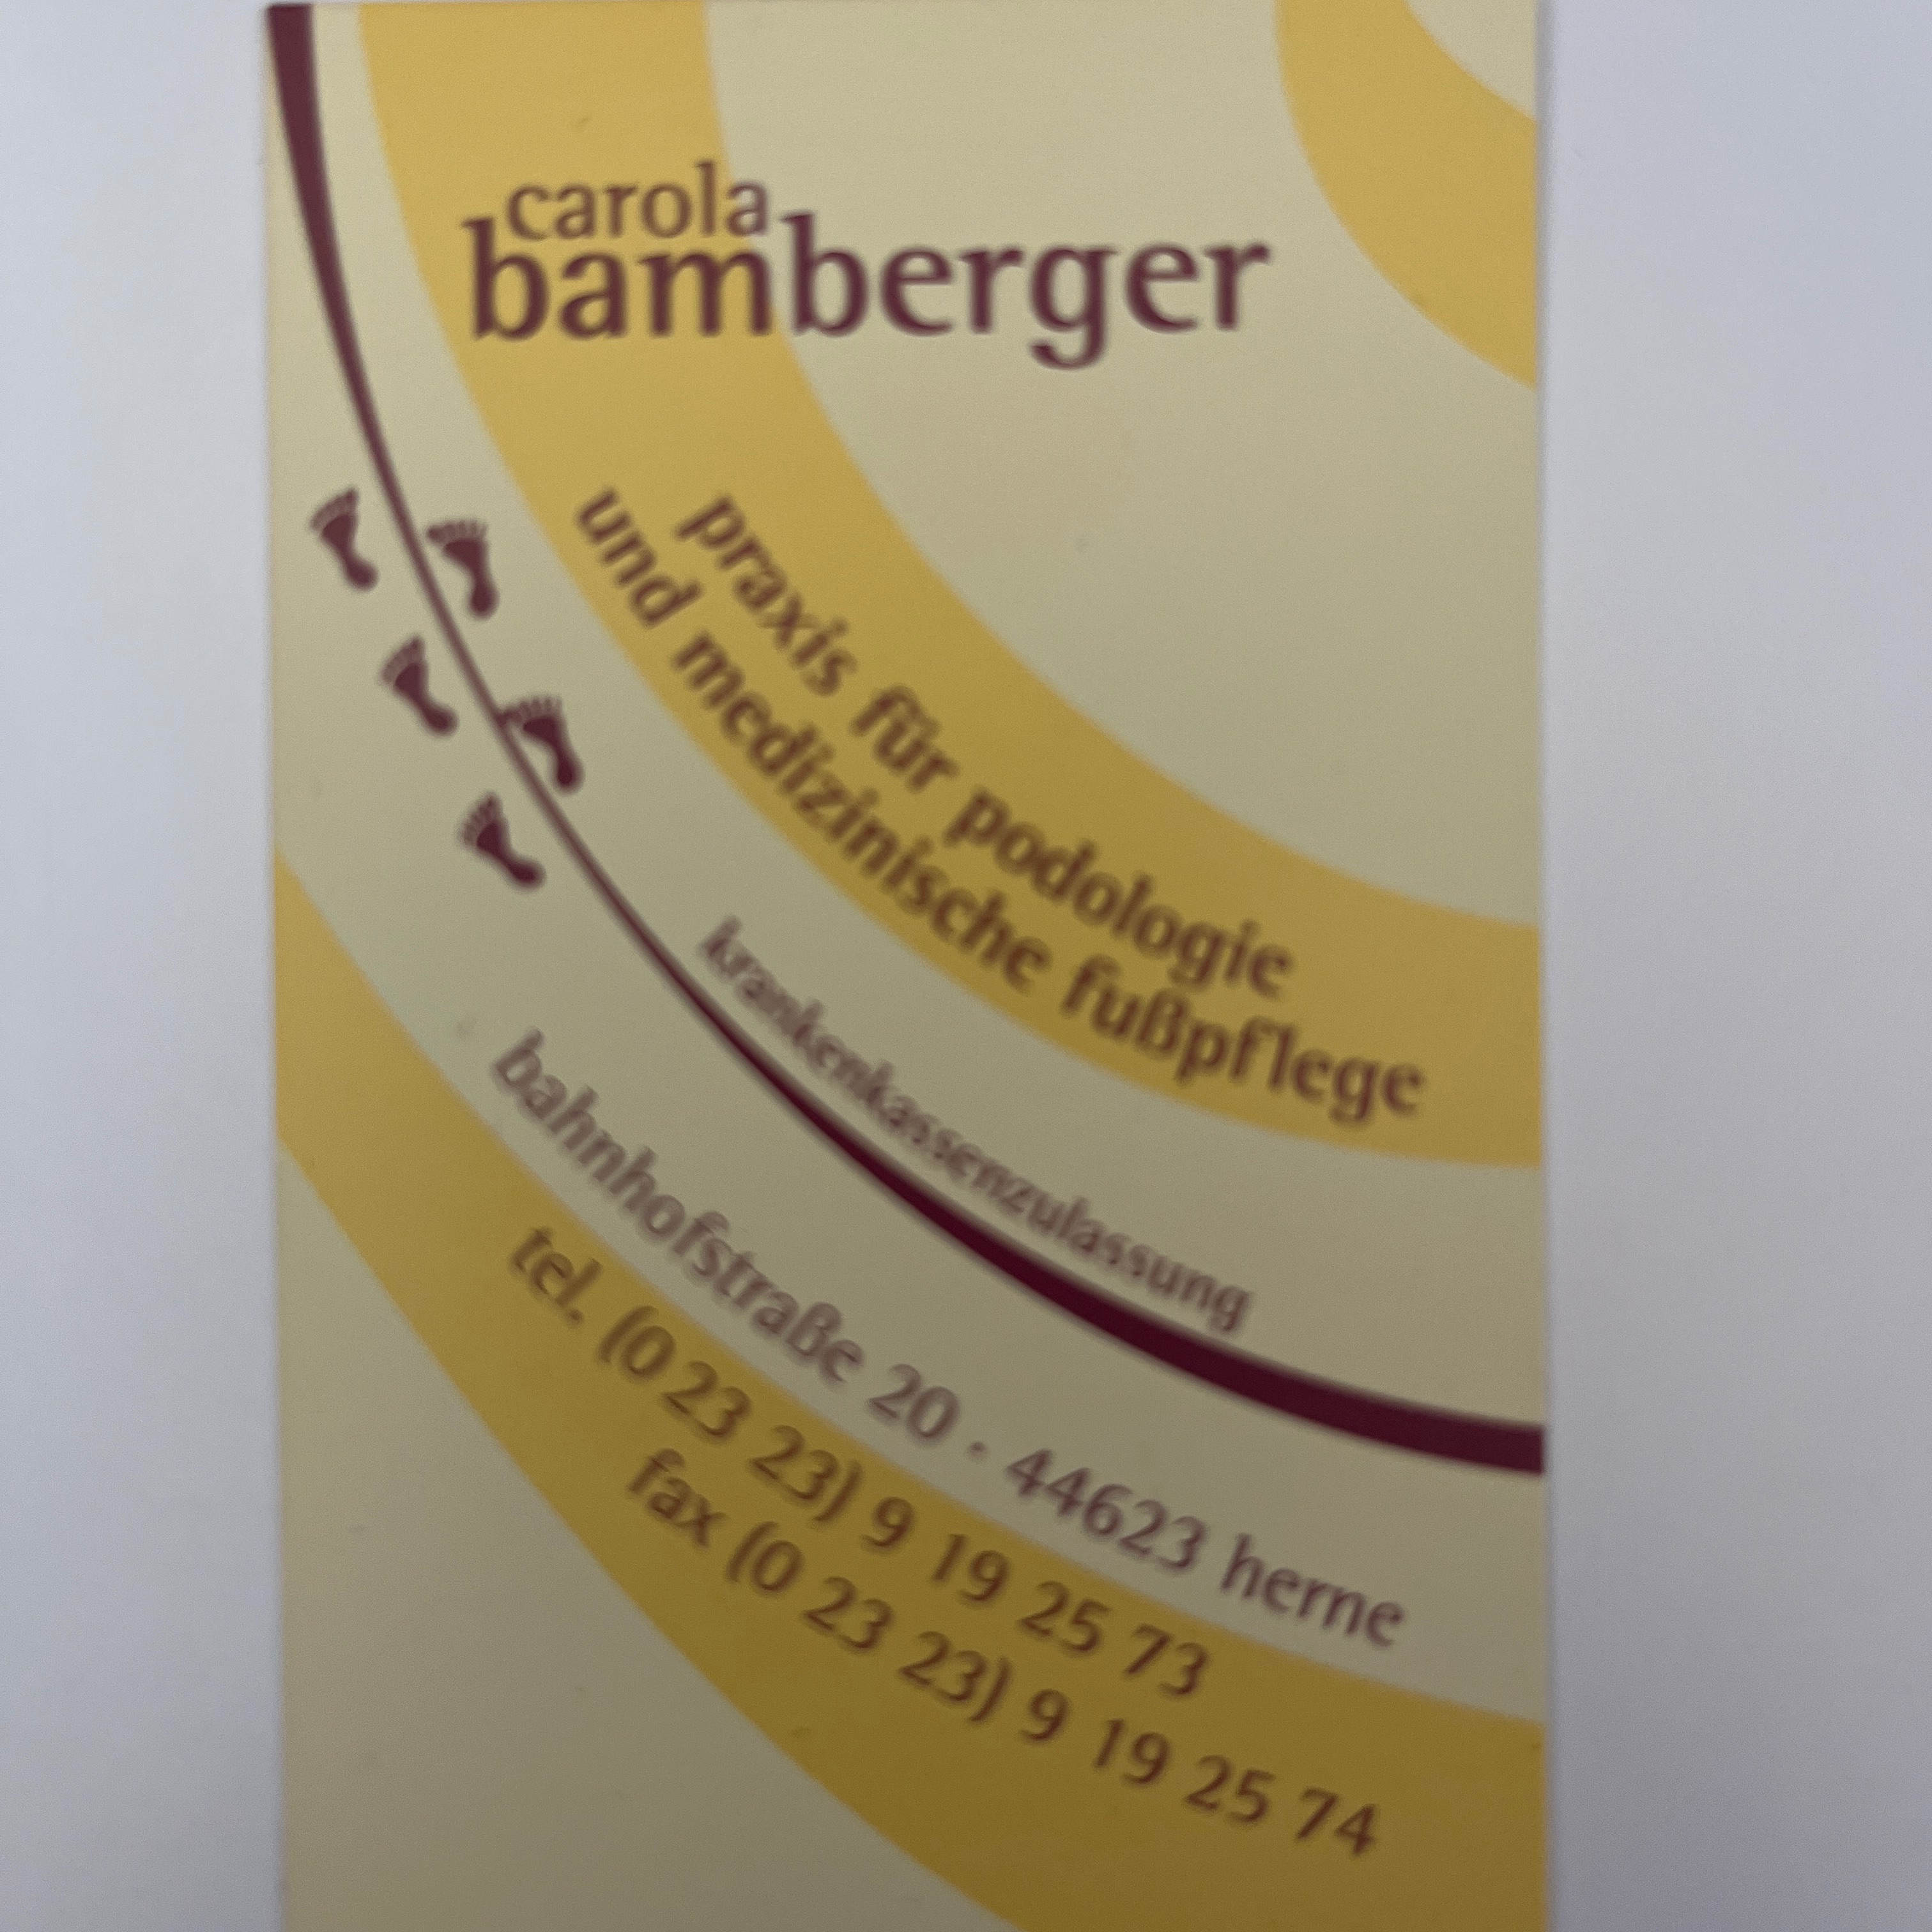 carola
bamberger
praxis für podologie
und medizinische fußpflege
krankenkassenzulassung
bahnhofstraße 20 · 44623 herne
tel. (0 23 23) 9 19 25 73
fax (0 23 23) 9 19 25 74